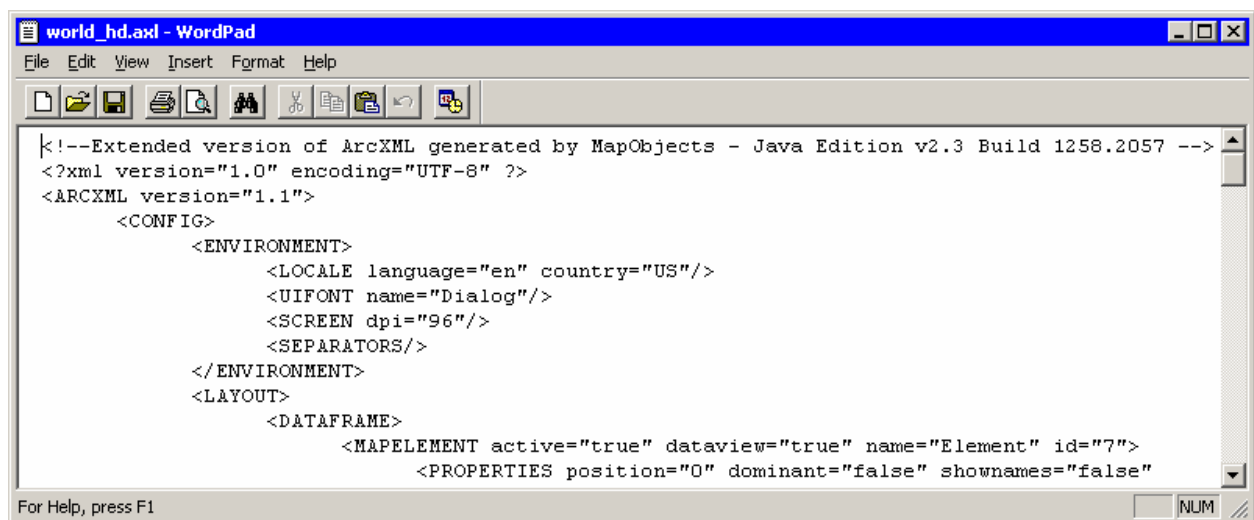 world_hd.axl - WordPad
File Edit View Insert Format Help
<!--Extended version of ArcXML generated by MapObjects - Java Edition v2.3 Build 1258.2057 -->
<?xml version="1.0" encoding="UTF-8" ?>
<ARCXML version="1.1">
<CONFIG>
<ENVIRONMENT>
<LOCALE language="en" country="US"/>
<UIFONT name="Dialog"/>
<SCREEN dpi="96"/>
<SEPARATORS/>
</ENVIRONMENT>
<LAYOUT>
<DATAFRAME>
<MAPELEMENT active="true" dataview="true" name="Element" id="7">
<PROPERTIES position="0" dominant="false" shownames="false"
For Help, press F1
NUM